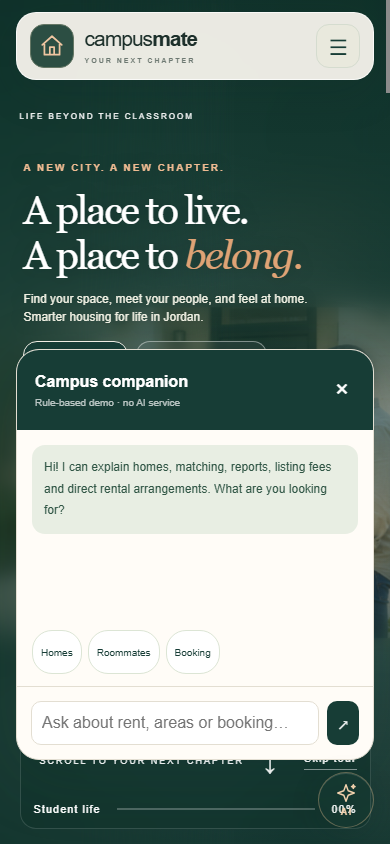 campusmate
YOUR NEXT CHAPTER
LIFE BEYOND THE CLASSROOM
A NEW CITY. A NEW CHAPTER.
A place to live.
A place to belong.
Find your space, meet your people, and feel at home.
Smarter housing for life in Jordan.
Campus companion
Rule-based demo · no AI service
Hi! I can explain homes, matching, reports, listing fees
and direct rental arrangements. What are you looking
for?
Homes
Roommates
Booking
Ask about rent, areas or booking…
SCROLL TO YOUR NEXT CHAPTER
Skip tour
Student life
00%